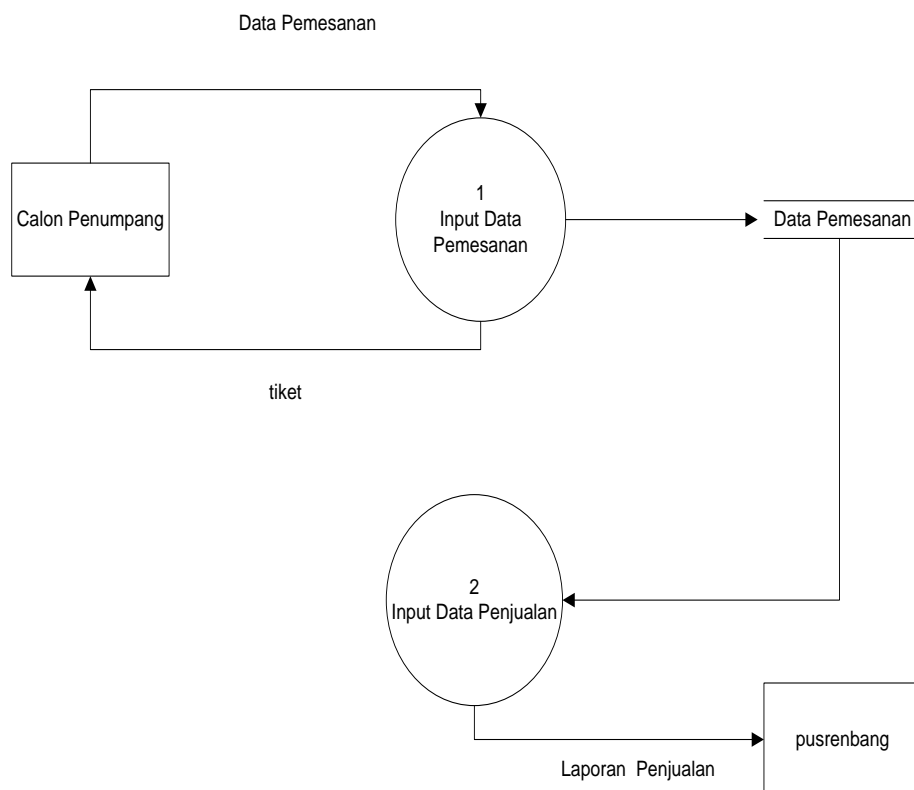 Data Pemesanan
1
Input Data
Pemesanan
Calon Penumpang
Data Pemesanan
tiket
2
Input Data Penjualan
pusrenbang
Laporan Penjualan